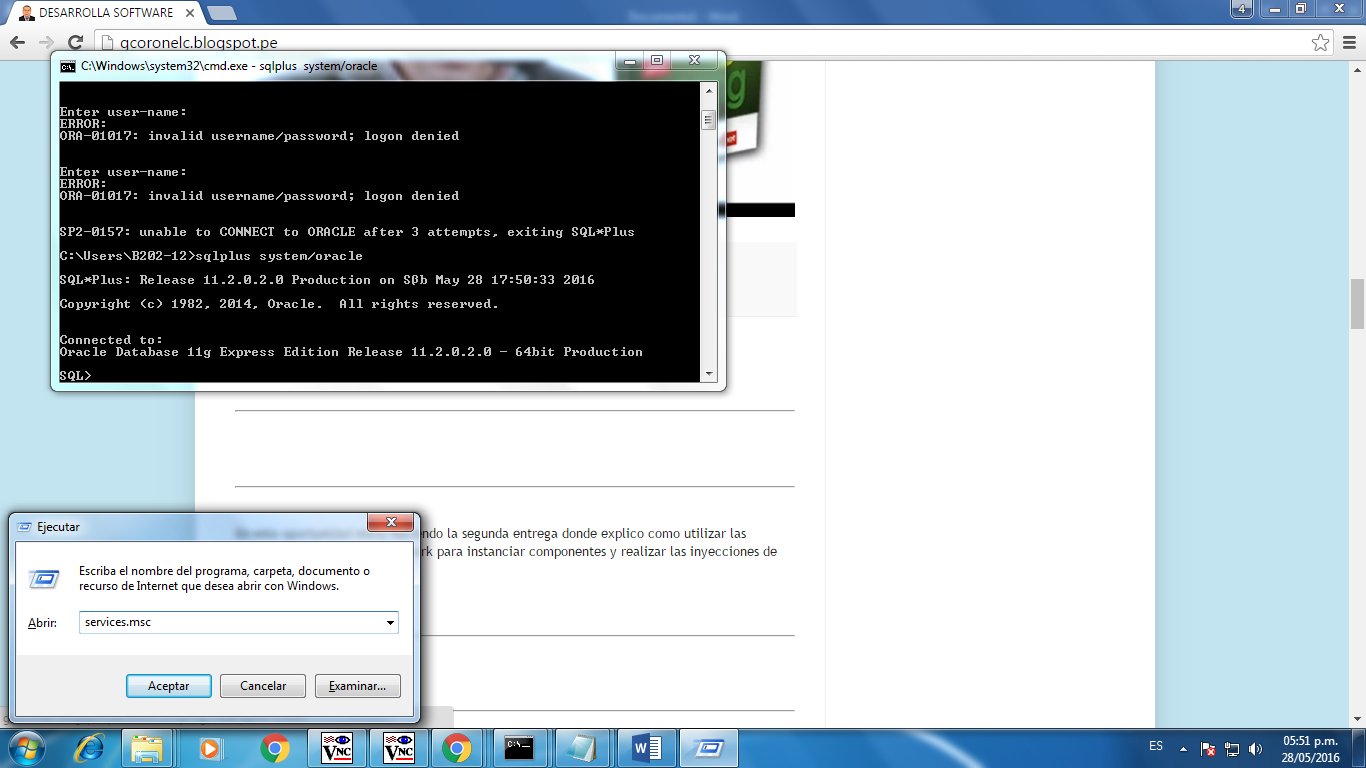 DESARROLLA SOFTWARE
gcoronelc.blogspot.pe
4
C:\Windows\system32\cmd.exe - sqlplus system/oracle
Enter user-name:
ERROR:
ORA-01017: invalid username/password; logon denied
Enter user-name:
ERROR:
ORA-01017: invalid username/password; logon denied
SP2-0157: unable to CONNECT to ORACLE after 3 attempts, exiting SQL*Plus
C:\Users\B202-12>sqlplus system/oracle
SQL*Plus: Release 11.2.0.2.0 Production on Sßb May 28 17:50:33 2016
Copyright (c) 1982, 2014, Oracle. All rights reserved.
Connected to:
Oracle Database 11g Express Edition Release 11.2.0.2.0 - 64bit Production
SQL>
la segunda entrega donde explico como utilizar las
para instanciar componentes y realizar las inyecciones de
Ejecutar
Escriba el nombre del programa, carpeta, documento o
recurso de Internet que desea abrir con Windows.
Abrir:
services.msc
Aceptar
Cancelar
Examinar...
VNC
VNC
ES
05:51 p.m.
28/05/2016